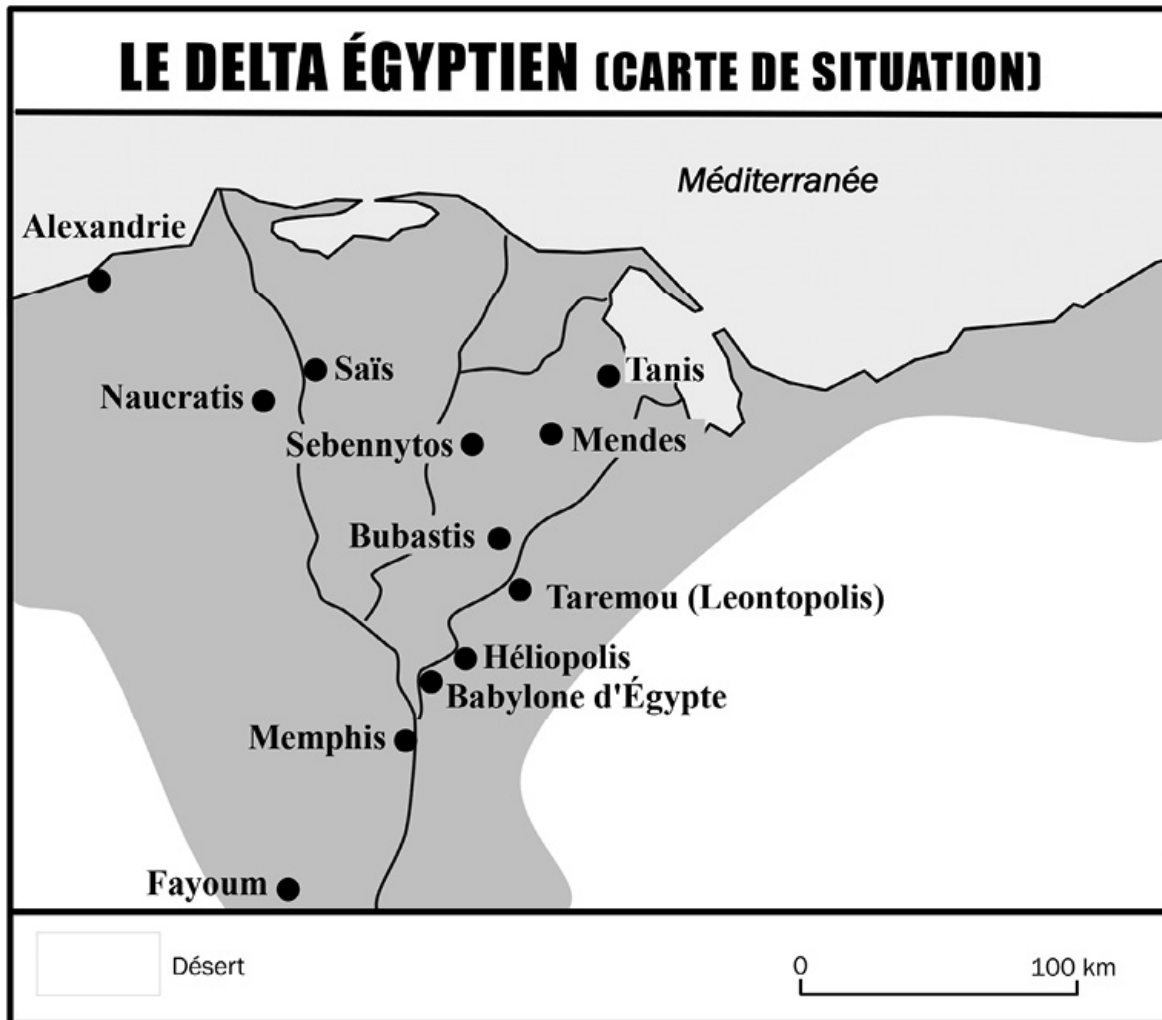 LE DELTA ÉGYPTIEN (CARTE DE SITUATION)
Méditerranée
Alexandrie
Saïs
Tanis
Naucratis
Sebennytos
Mendes
Bubastis
Taremou (Leontopolis)
Héliopolis
Babylone d'Égypte
Memphis
Fayoum
Désert
0 100 km